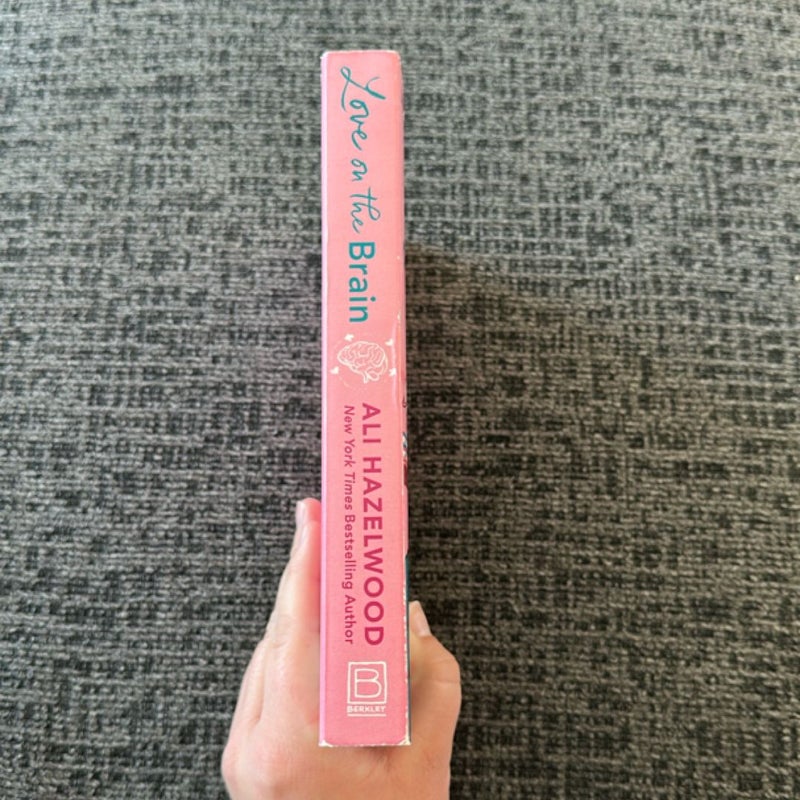 Love on the Brain
ALI HAZELWOOD
New York Times Bestselling Author
B
BERKLEY